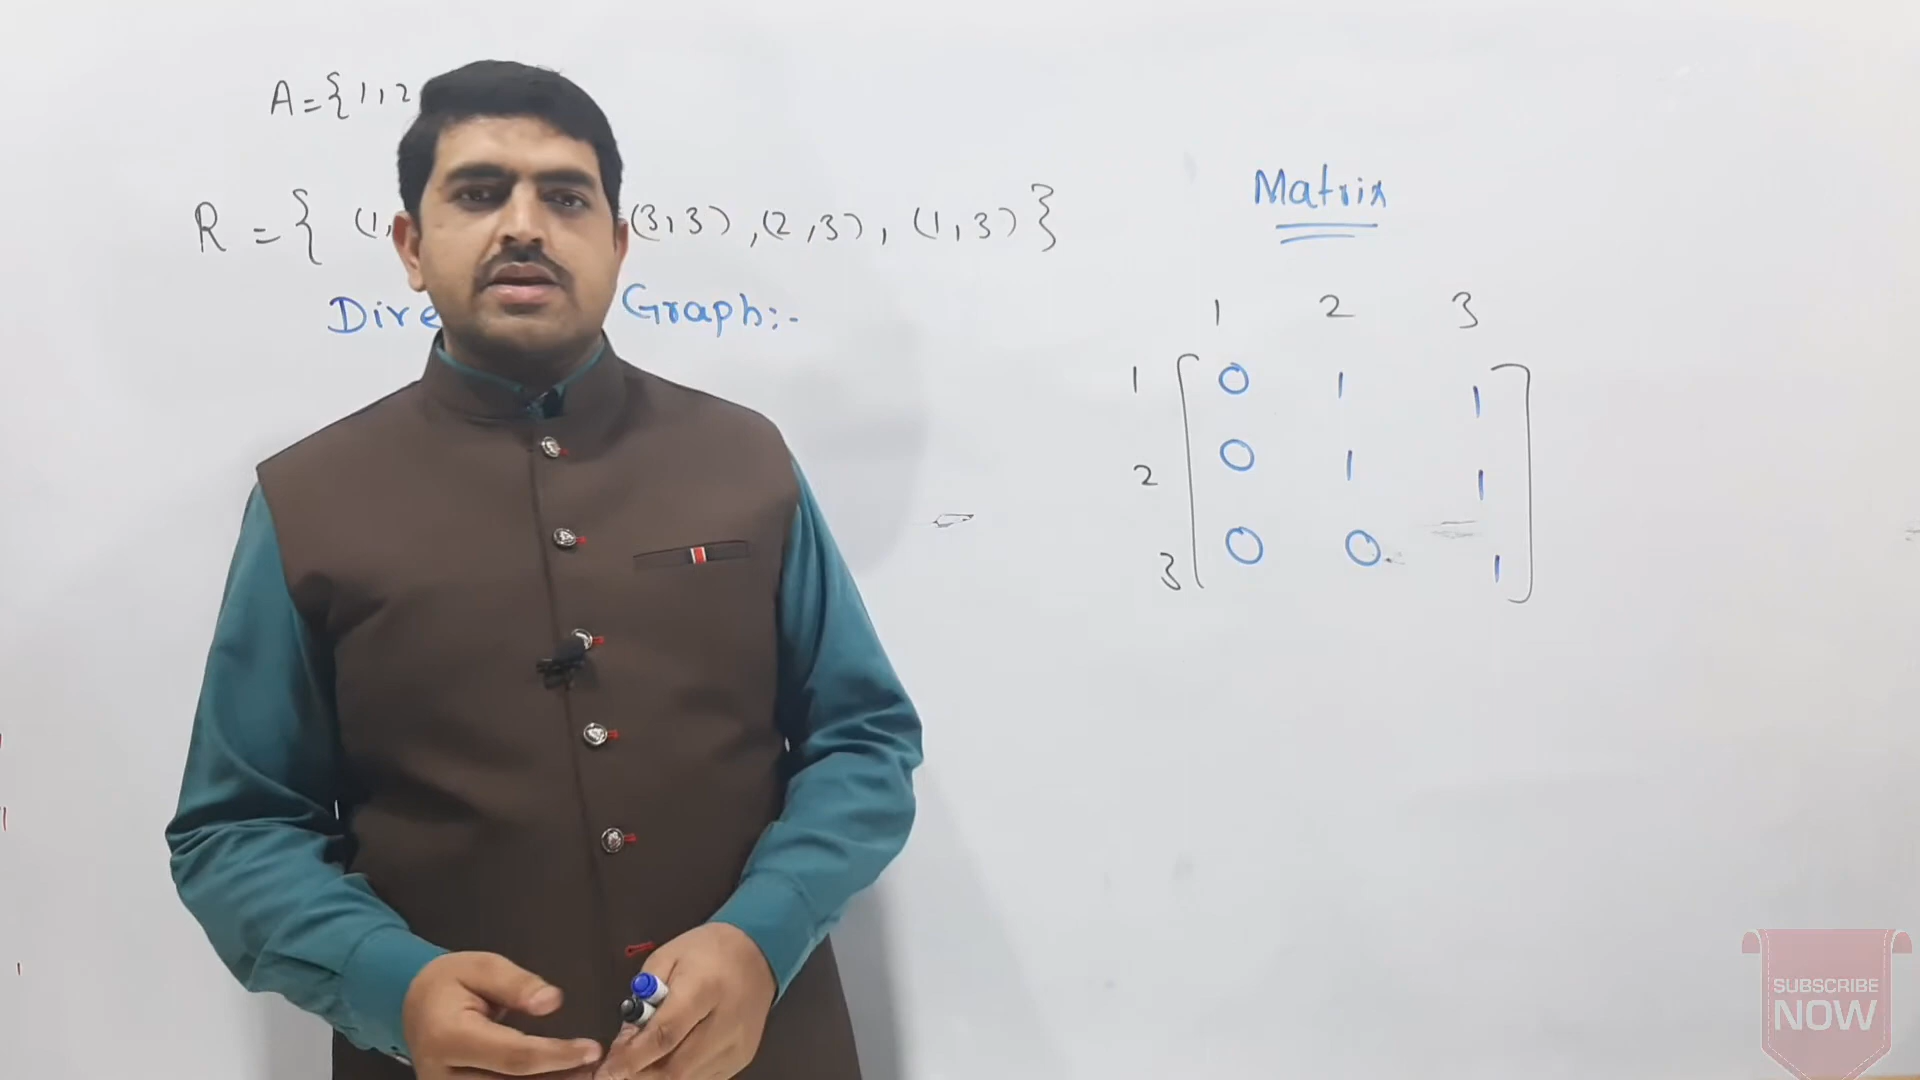 A={1,2
R={ (1, (3,3),(2,3), (1,3)}
Graph:-
Matrix
1 2 3
1 0 1 1
2 0 1 1
3 0 0 1
SUBSCRIBE
NOW